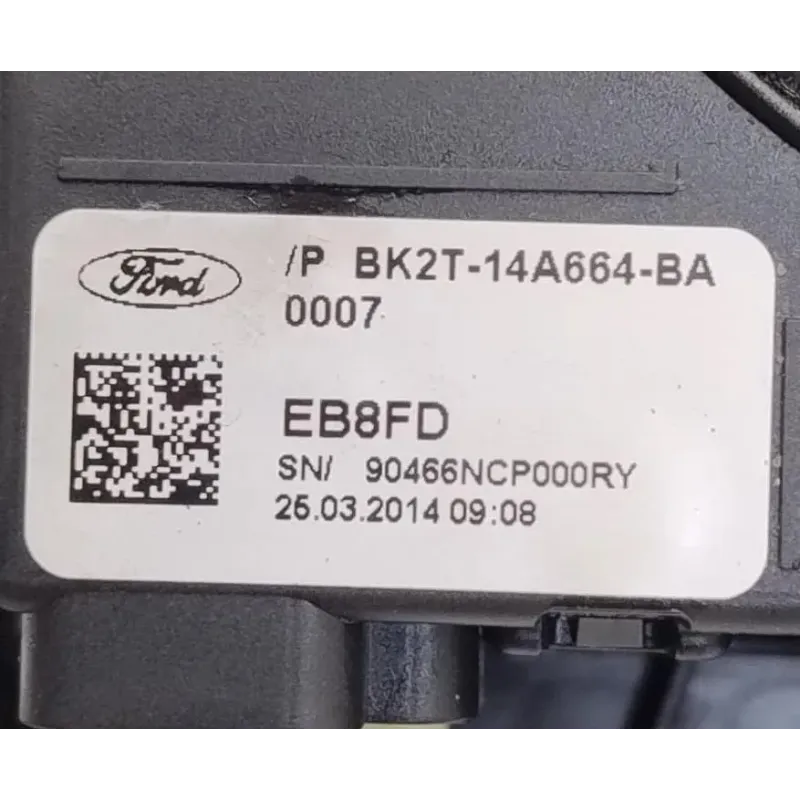 Ford
/P BK2T-14A664-BA
0007
EB8FD
SN/ 90466NCP000RY
25.03.2014 09:08